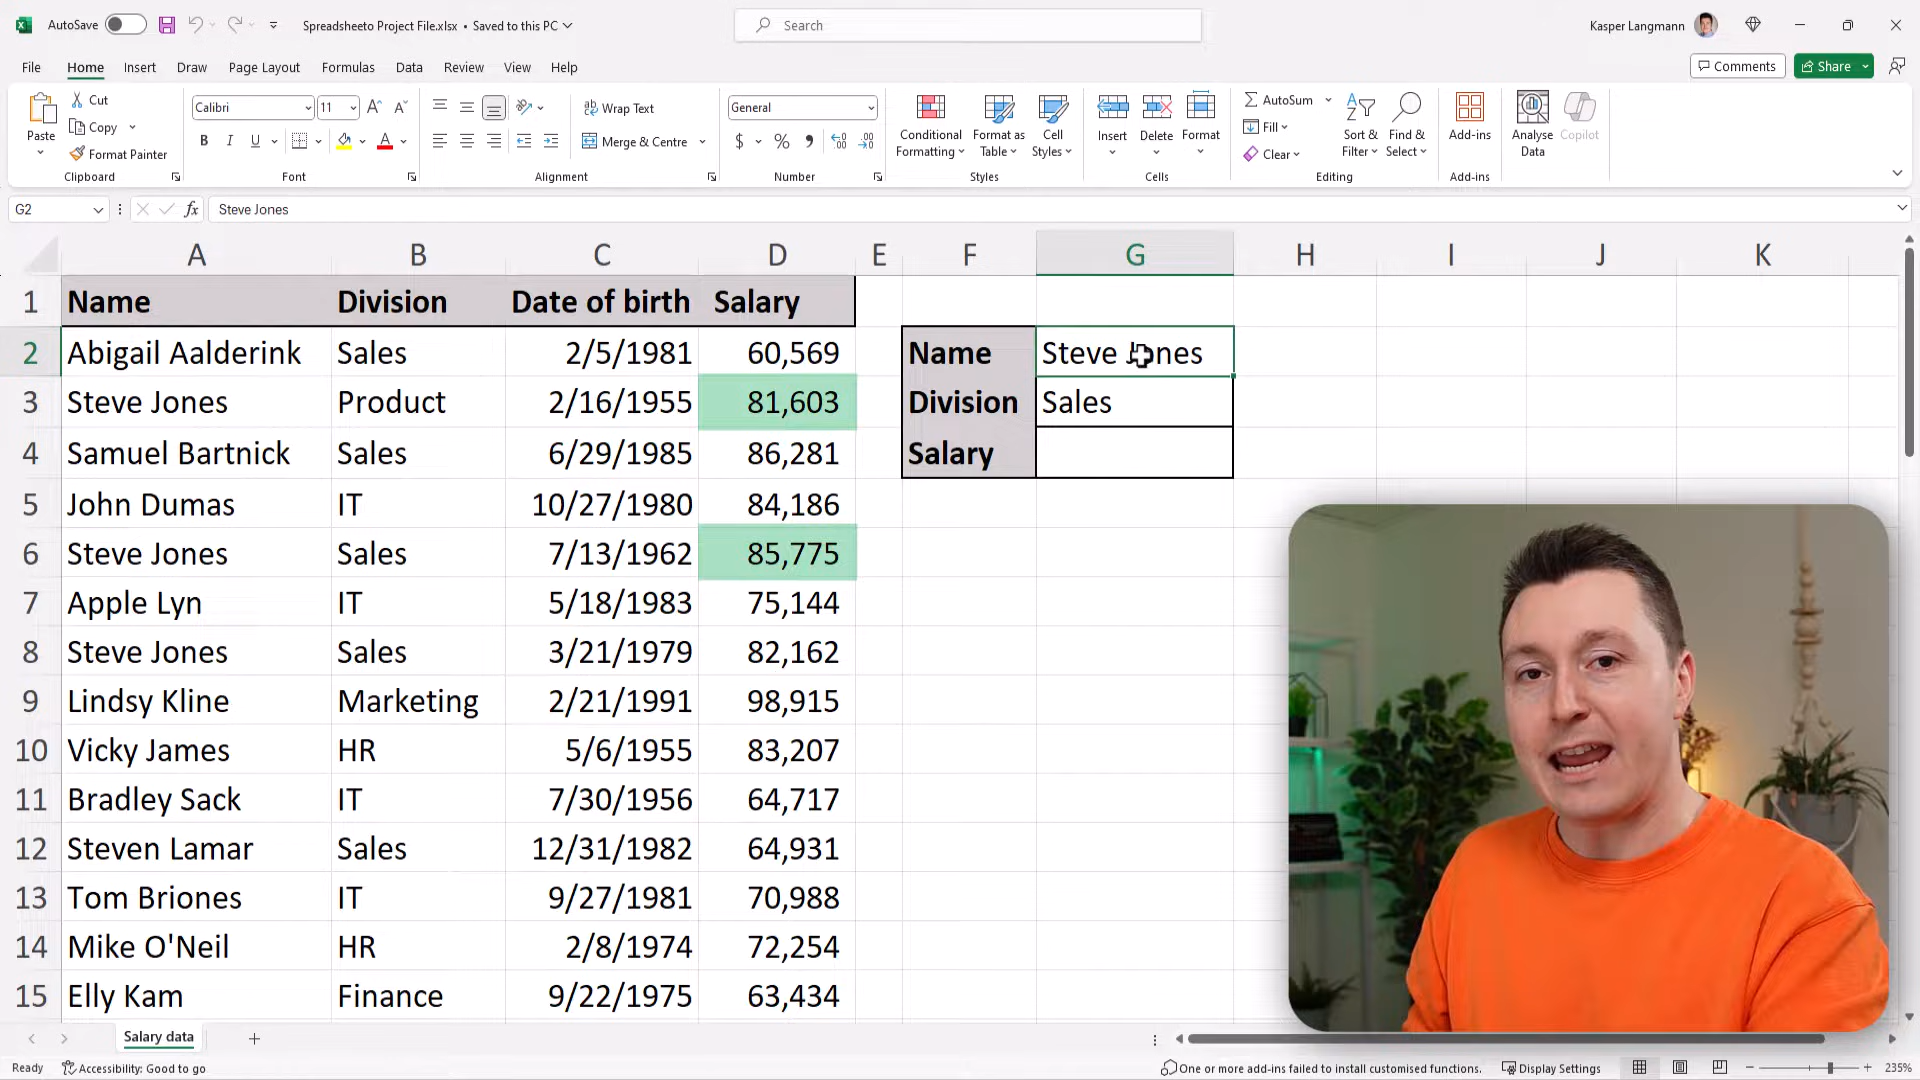 AutoSave
Spreadsheeto Project File.xlsx • Saved to this PC
Search
Kasper Langmann
File Home Insert Draw Page Layout Formulas Data Review View Help
Comments Share
Paste
Cut
Copy
Format Painter
Clipboard
Calibri 11
B I U A
Font
Wrap Text
Merge & Centre
Alignment
General
$ % 9
Number
Conditional Formatting
Format as Table
Cell Styles
Styles
Insert Delete Format
Cells
AutoSum
Fill
Clear
Sort & Filter
Find & Select
Editing
Add-ins
Add-ins
Analyse Data
Copilot
G2 fx Steve Jones
A B C D E F G H I J K
1 Name Division Date of birth Salary
2 Abigail Aalderink Sales 2/5/1981 60,569 Name Steve Jones
3 Steve Jones Product 2/16/1955 81,603 Division Sales
4 Samuel Bartnick Sales 6/29/1985 86,281 Salary
5 John Dumas IT 10/27/1980 84,186
6 Steve Jones Sales 7/13/1962 85,775
7 Apple Lyn IT 5/18/1983 75,144
8 Steve Jones Sales 3/21/1979 82,162
9 Lindsy Kline Marketing 2/21/1991 98,915
10 Vicky James HR 5/6/1955 83,207
11 Bradley Sack IT 7/30/1956 64,717
12 Steven Lamar Sales 12/31/1982 64,931
13 Tom Briones IT 9/27/1981 70,988
14 Mike O'Neil HR 2/8/1974 72,254
15 Elly Kam Finance 9/22/1975 63,434
Salary data
Ready Accessibility: Good to go One or more add-ins failed to install customised functions. Display Settings 235%